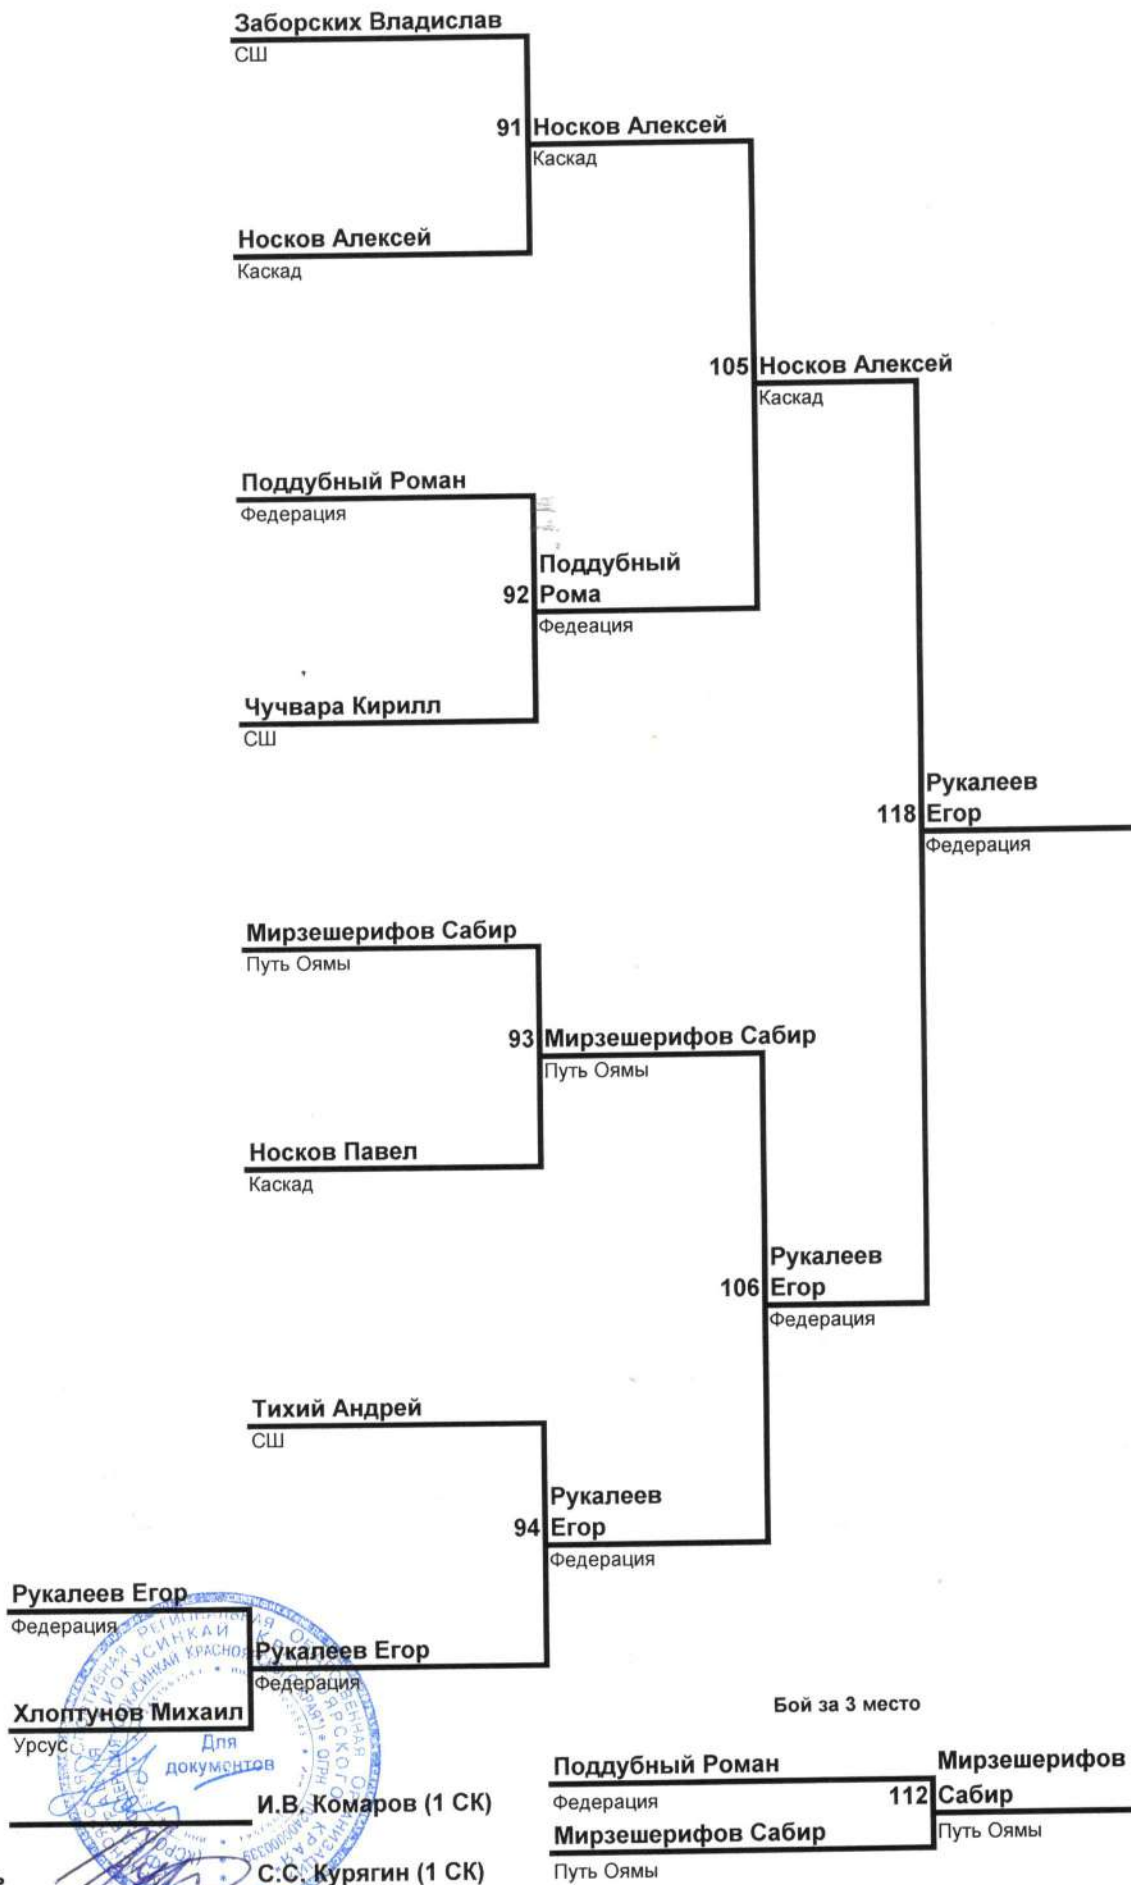 Заборских Владислав
СШ
91 Носков Алексей
Каскад
Носков Алексей
Каскад
105 Носков Алексей
Каскад
Поддубный Роман
Федерация
Поддубный
92 Рома
Федеация
Чучвара Кирилл
СШ
Рукалеев
118 Егор
Федерация
Мирзешерифов Сабир
Путь Оямы
93 Мирзешерифов Сабир
Путь Оямы
Носков Павел
Каскад
Рукалеев
106 Егор
Федерация
Тихий Андрей
СШ
Рукалеев
94 Егор
Федерация
Рукалеев Егор
Федерация
Рукалеев Егор
Федерация
Хлоптунов Михаил
Урсус
Для
документов
И.В. Комаров (1 СК)
С.С. Курягин (1 СК)
Бой за 3 место
Поддубный Роман
Федерация
Мирзешерифов
112 Сабир
Путь Оямы
Мирзешерифов Сабир
Путь Оямы